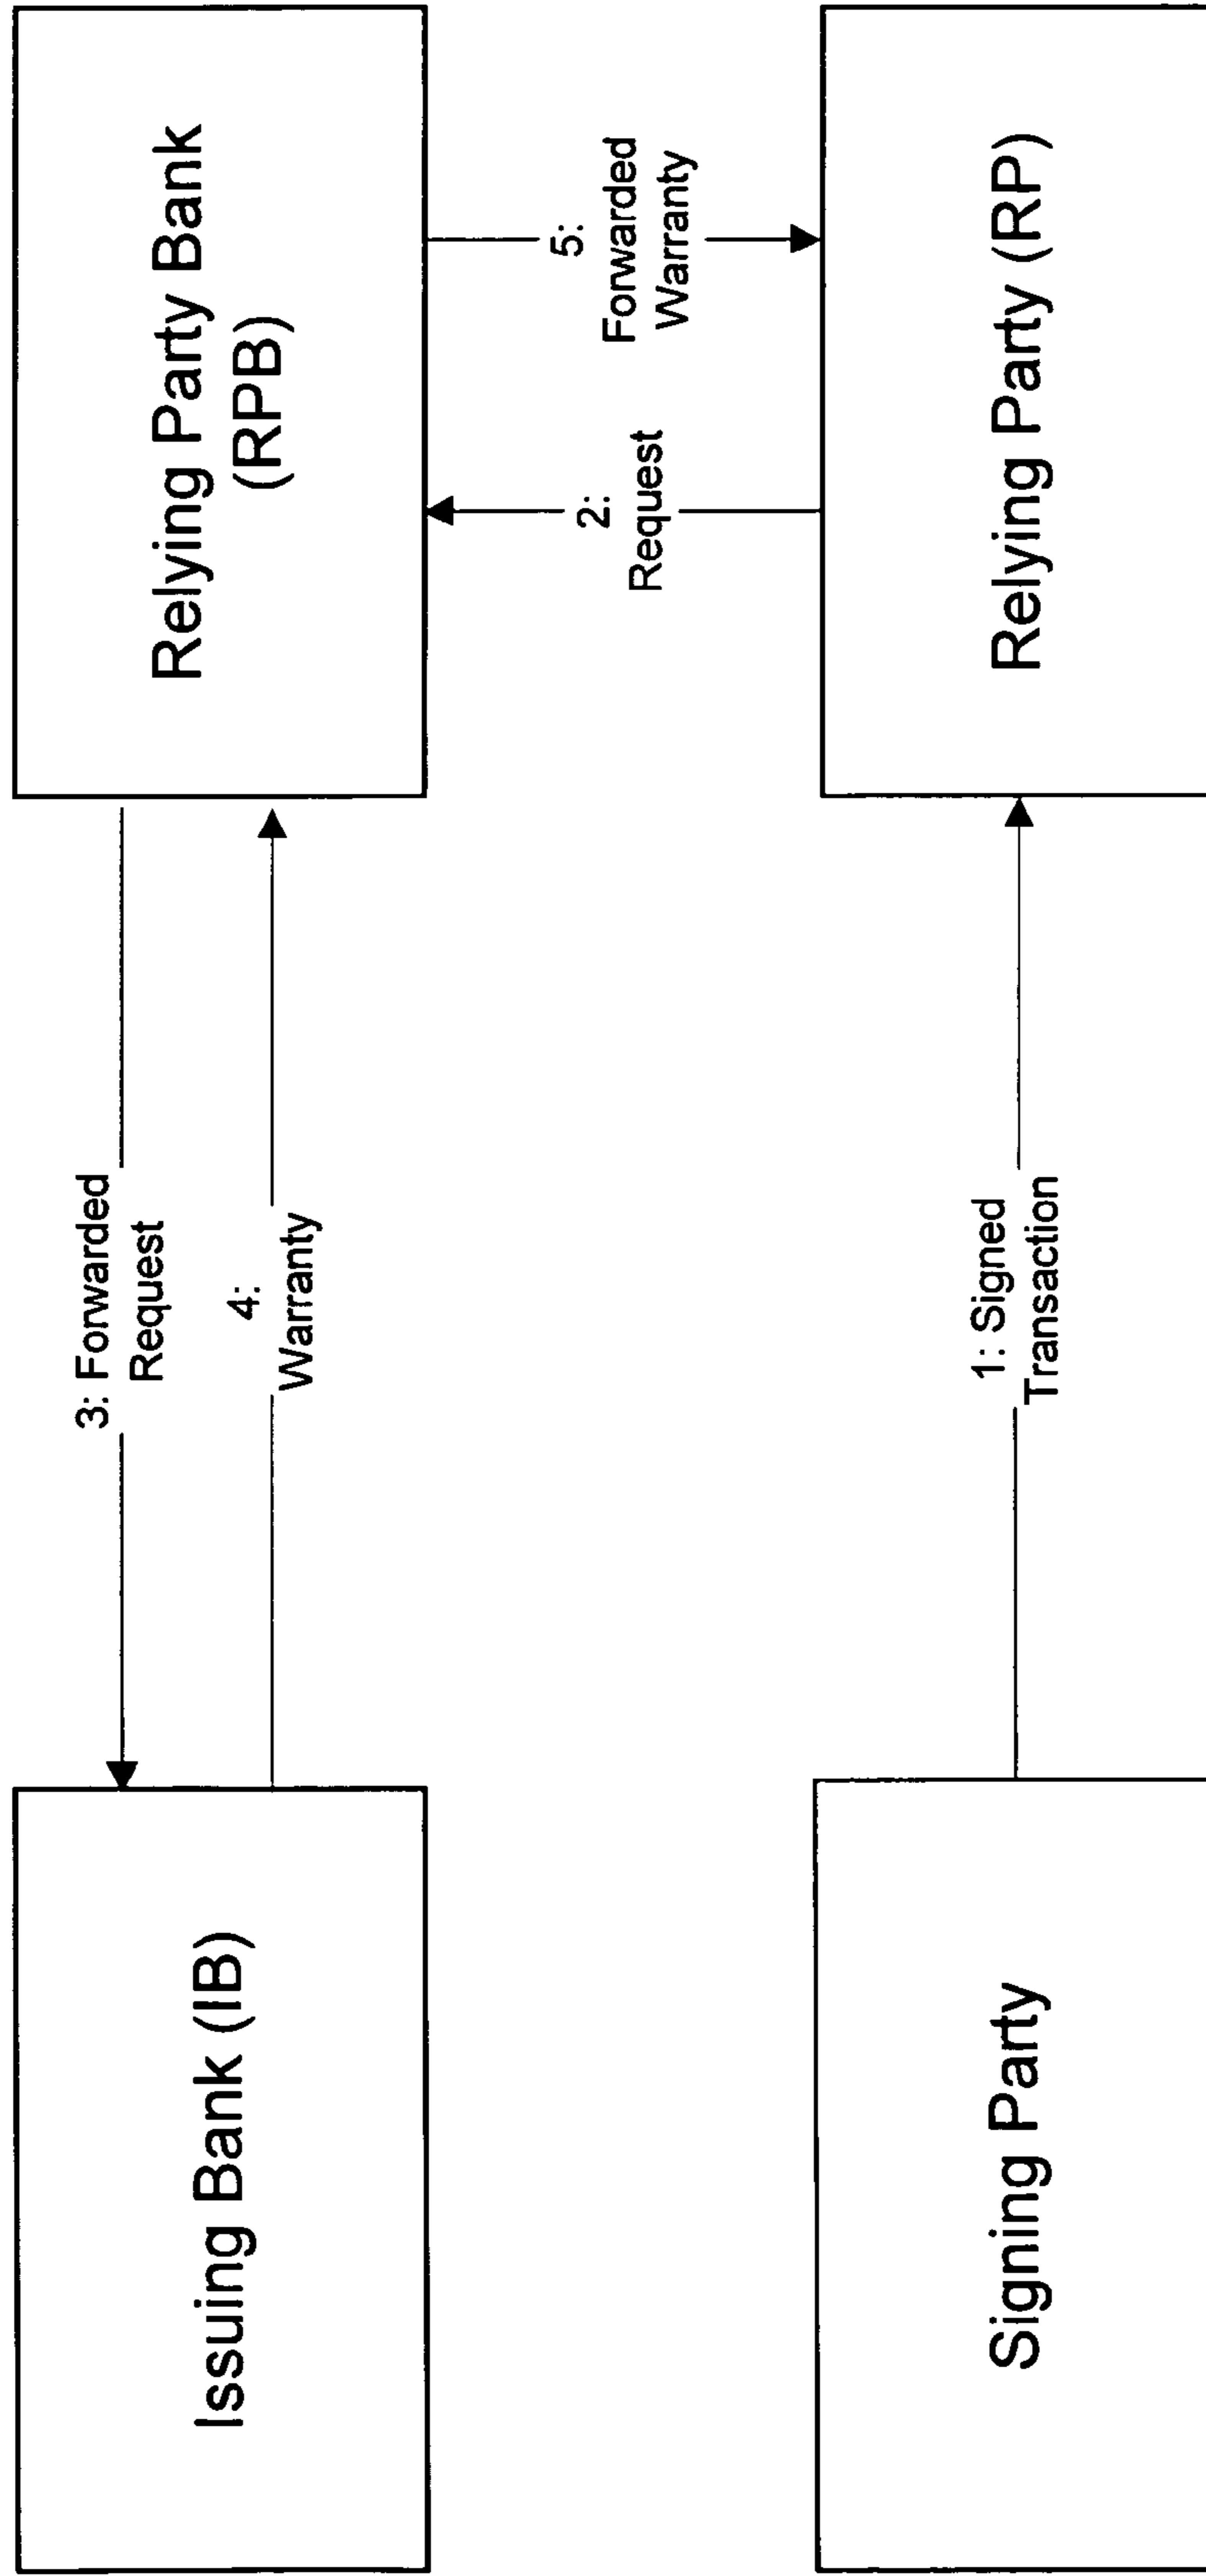 Issuing Bank (IB)
3: Forwarded
Request
4:
Warranty
Relying Party Bank
(RPB)
2:
Request
5:
Forwarded
Warranty
Signing Party
1: Signed
Transaction
Relying Party (RP)